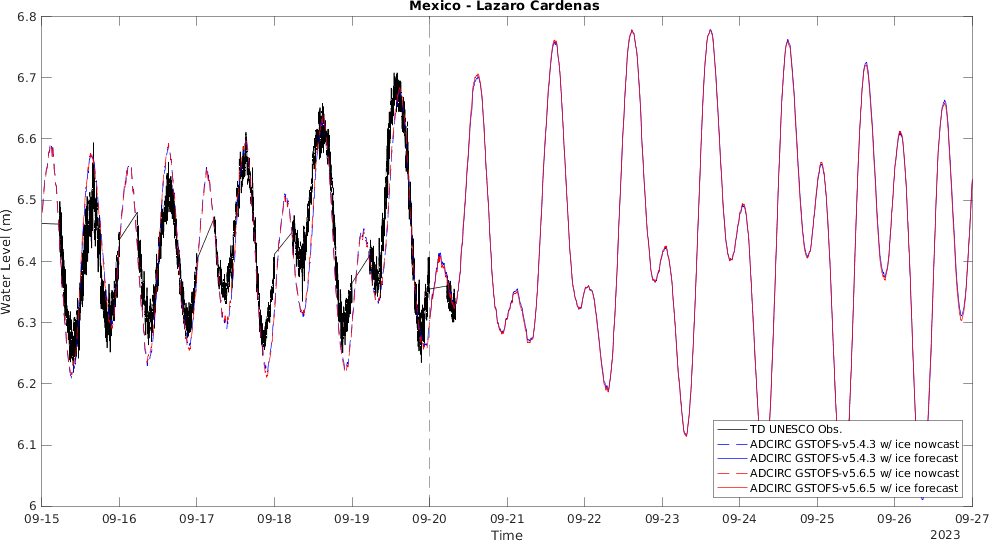 Mexico - Lazaro Cardenas
6.8
6.7
6.6
6.5
6.4
6.3
6.2
6.1
6
Water Level (m)
TD UNESCO Obs.
ADCIRC GSTOFS-v5.4.3 w/ ice nowcast
ADCIRC GSTOFS-v5.4.3 w/ ice forecast
ADCIRC GSTOFS-v5.6.5 w/ ice nowcast
ADCIRC GSTOFS-v5.6.5 w/ ice forecast
09-15 09-16 09-17 09-18 09-19 09-20 09-21 09-22 09-23 09-24 09-25 09-26 09-27
Time
2023